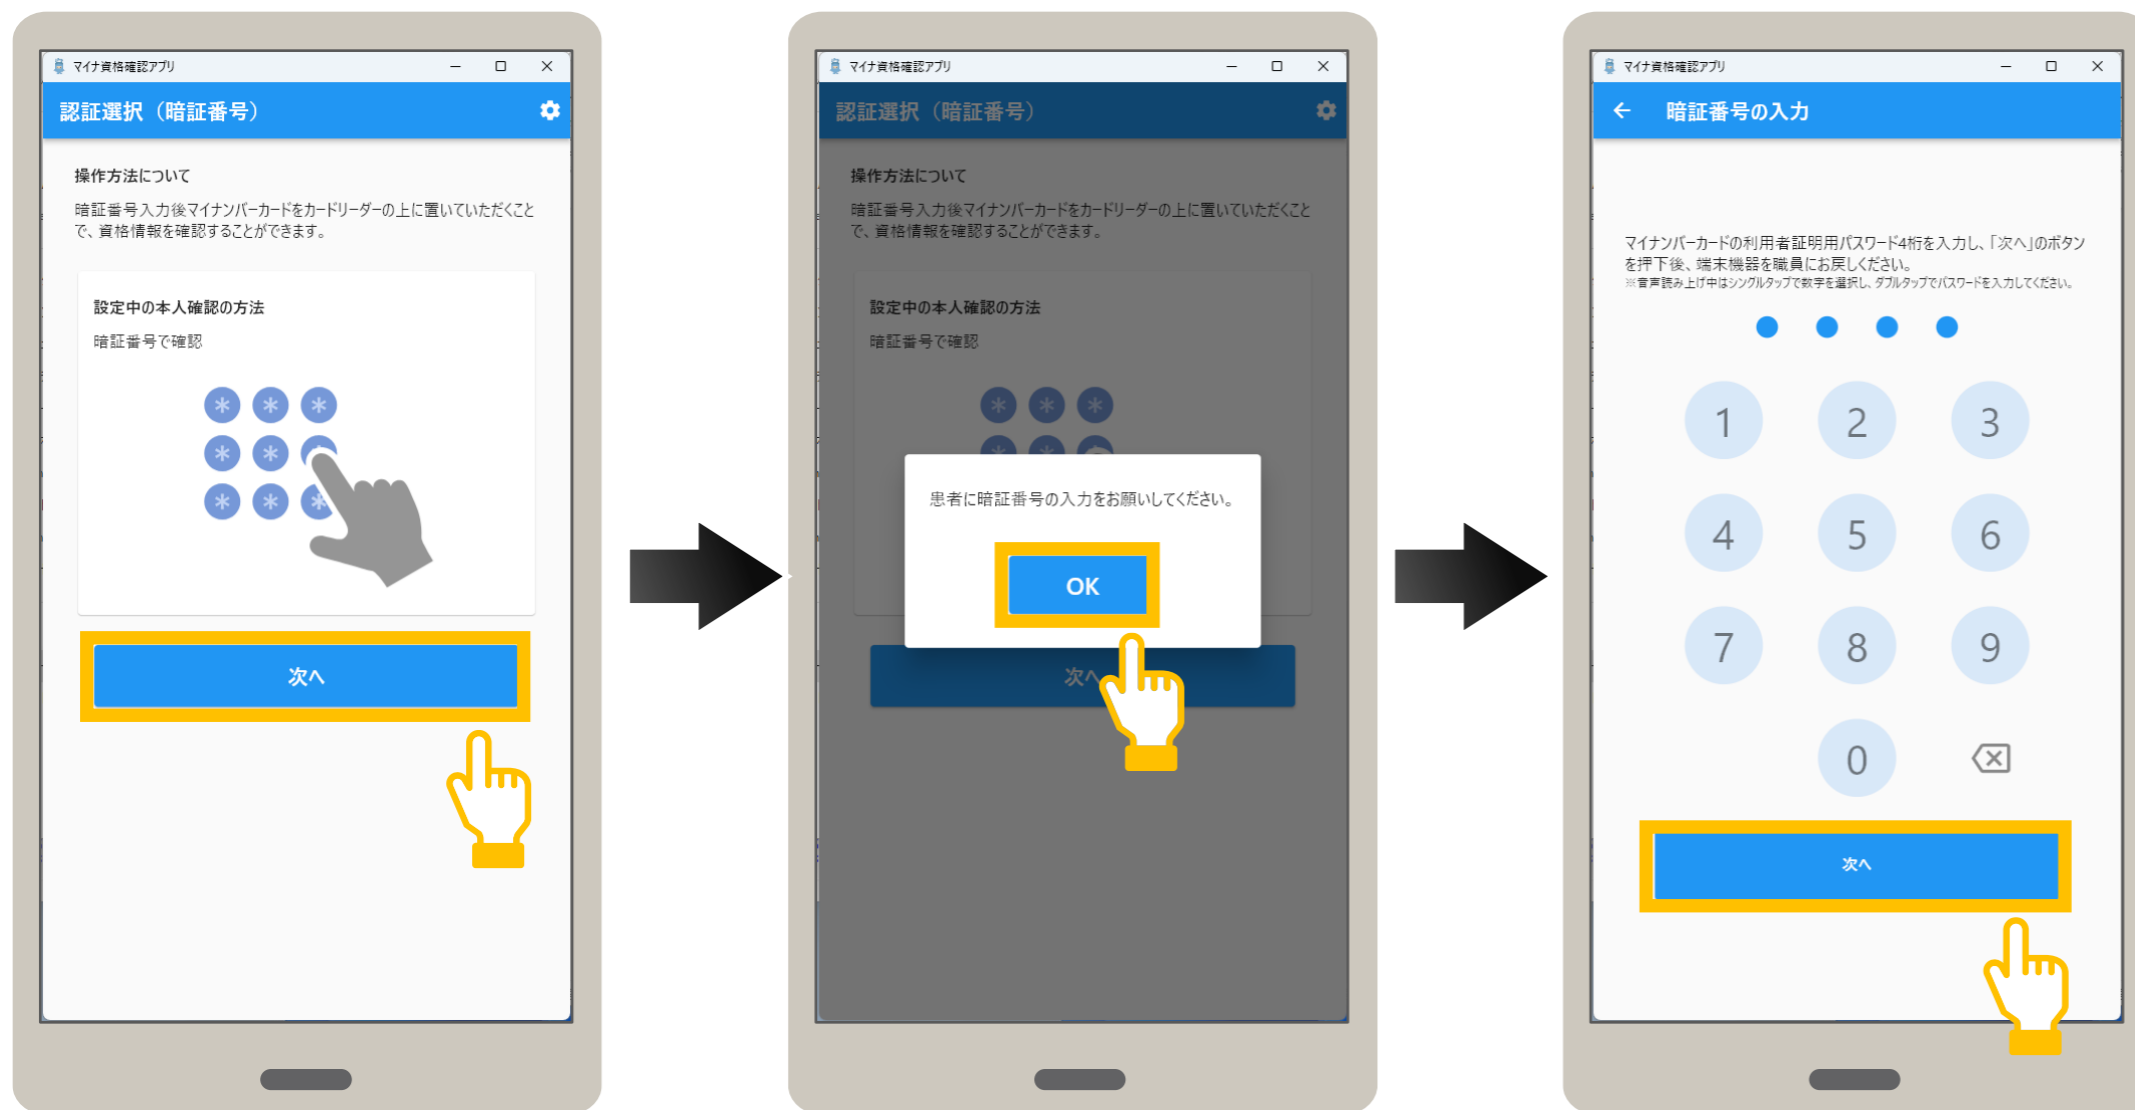 マイナ資格確認アプリ
認証選択（暗証番号）
操作方法について
暗証番号入力後マイナンバーカードをカードリーダーの上に置いていただくこと
で、資格情報を確認することができます。
設定中の本人確認の方法
暗証番号で確認
次へ
マイナ資格確認アプリ
認証選択（暗証番号）
操作方法について
暗証番号入力後マイナンバーカードをカードリーダーの上に置いていただくこと
で、資格情報を確認することができます。
設定中の本人確認の方法
暗証番号で確認
患者に暗証番号の入力をお願いしてください。
OK
次へ
マイナ資格確認アプリ
暗証番号の入力
マイナンバーカードの利用者証明用パスワード4桁を入力し、「次へ」のボタン
を押下後、端末機器を職員にお戻しください。
※音声読み上げ中はシングルタップで数字を選択し、ダブルタップでパスワードを入力してください。
1 2 3
4 5 6
7 8 9
0
次へ